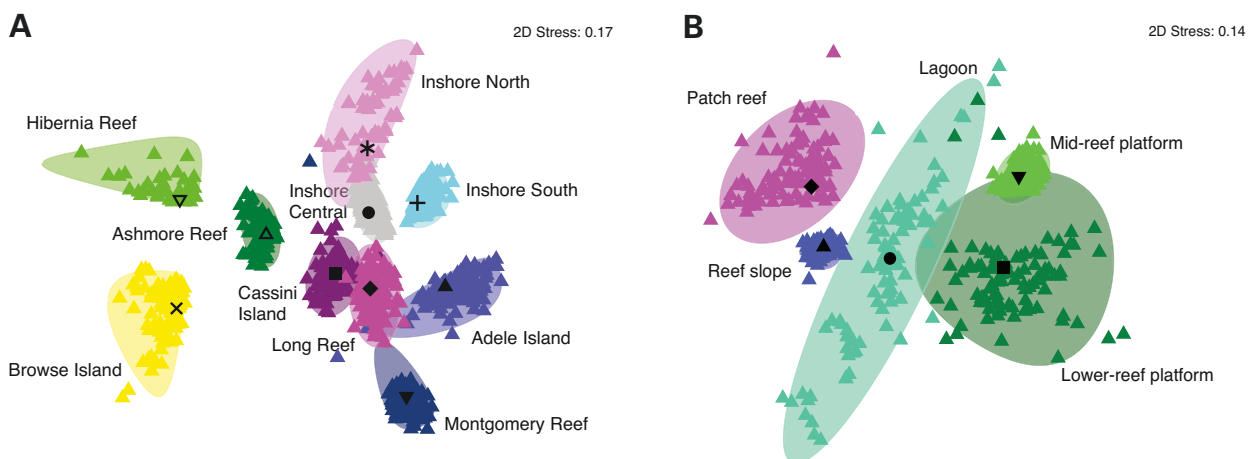 A
2D Stress: 0.17
Inshore North
Hibernia Reef
Inshore
Central
Inshore South
Ashmore Reef
Cassini
Island
Long Reef
Adele Island
Browse Island
Montgomery Reef
B
2D Stress: 0.14
Lagoon
Patch reef
Mid-reef platform
Reef slope
Lower-reef platform